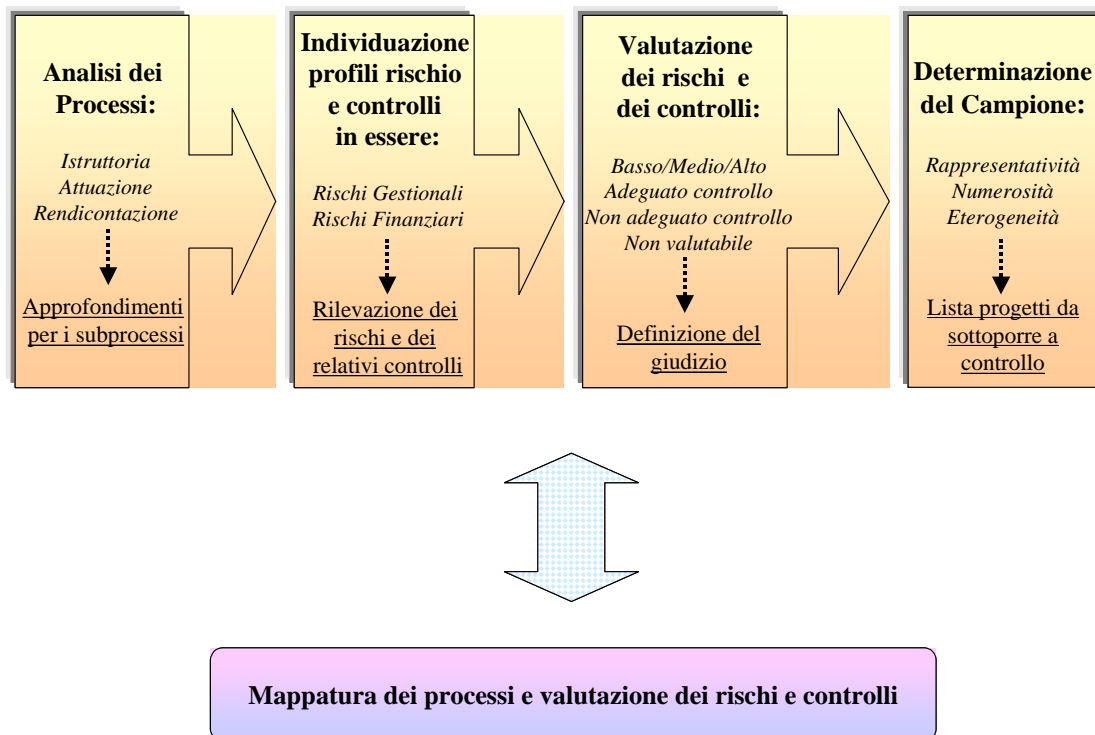 Analisi dei
Processi:
Istruttoria
Attuazione
Rendicontazione
Approfondimenti
per i subprocessi
Individuazione
profili rischio
e controlli
in essere:
Rischi Gestionali
Rischi Finanziari
Rilevazione dei
rischi e dei
relativi controlli
Valutazione
dei rischi e
dei controlli:
Basso/Medio/Alto
Adeguato controllo
Non adeguato controllo
Non valutabile
Definizione del
giudizio
Determinazione
del Campione:
Rappresentatività
Numerosità
Eterogeneità
Lista progetti da
sottoporre a
controllo
Mappatura dei processi e valutazione dei rischi e controlli